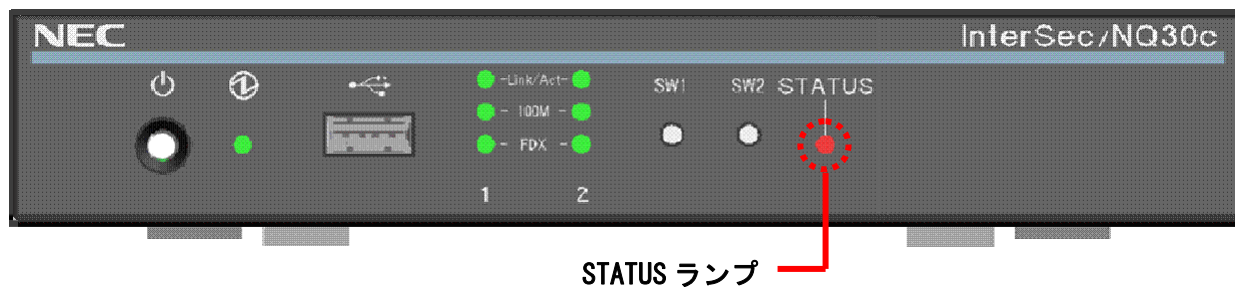 NEC
InterSec/NQ30c
-Link/Act-
- 100M -
- FDX -
SW1
SW2
STATUS
1
2
STATUS ランプ